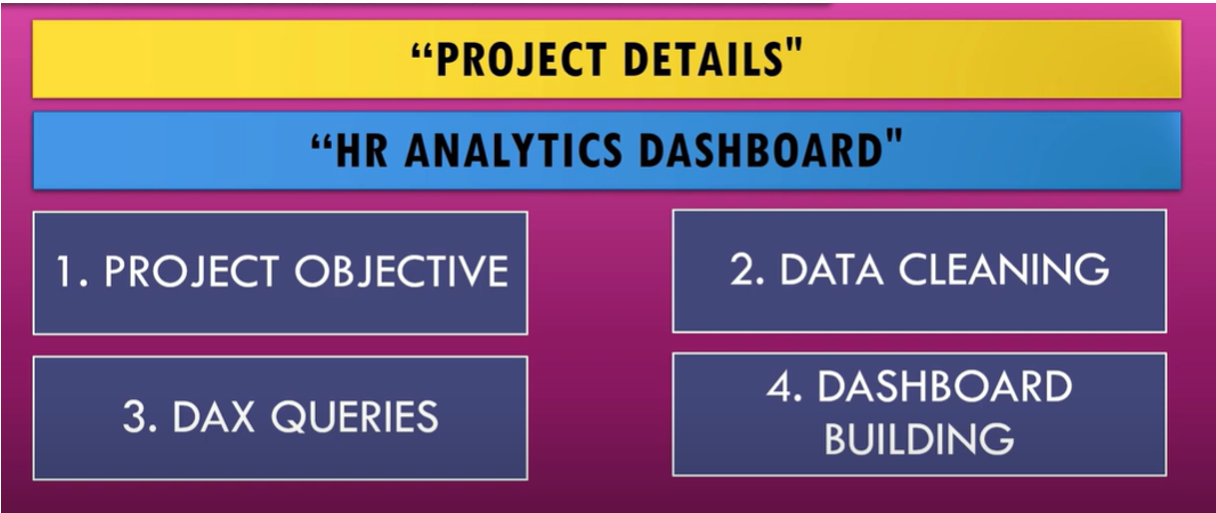 “PROJECT DETAILS"
“HR ANALYTICS DASHBOARD"
1. PROJECT OBJECTIVE
2. DATA CLEANING
3. DAX QUERIES
4. DASHBOARD
BUILDING